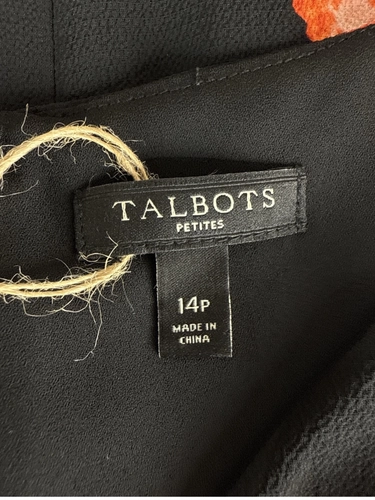 TALBOTS
PETITES
14P
MADE IN
CHINA